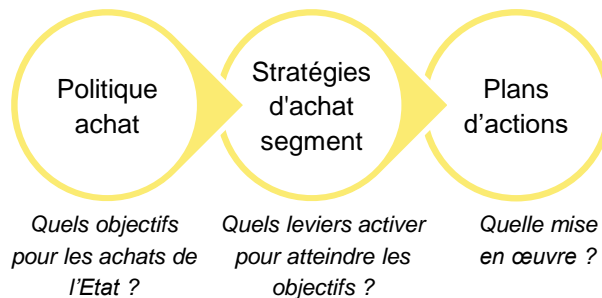 Politique
achat
Stratégies
d'achat
segment
Plans
d’actions
Quels objectifs
pour les achats de
l’Etat ?
Quels leviers activer
pour atteindre les
objectifs ?
Quelle mise
en œuvre ?